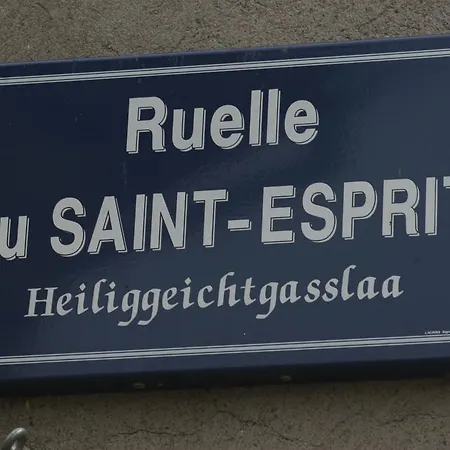 Ruelle
u SAINT-ESPRIT
Heiliggeichtgasslaa